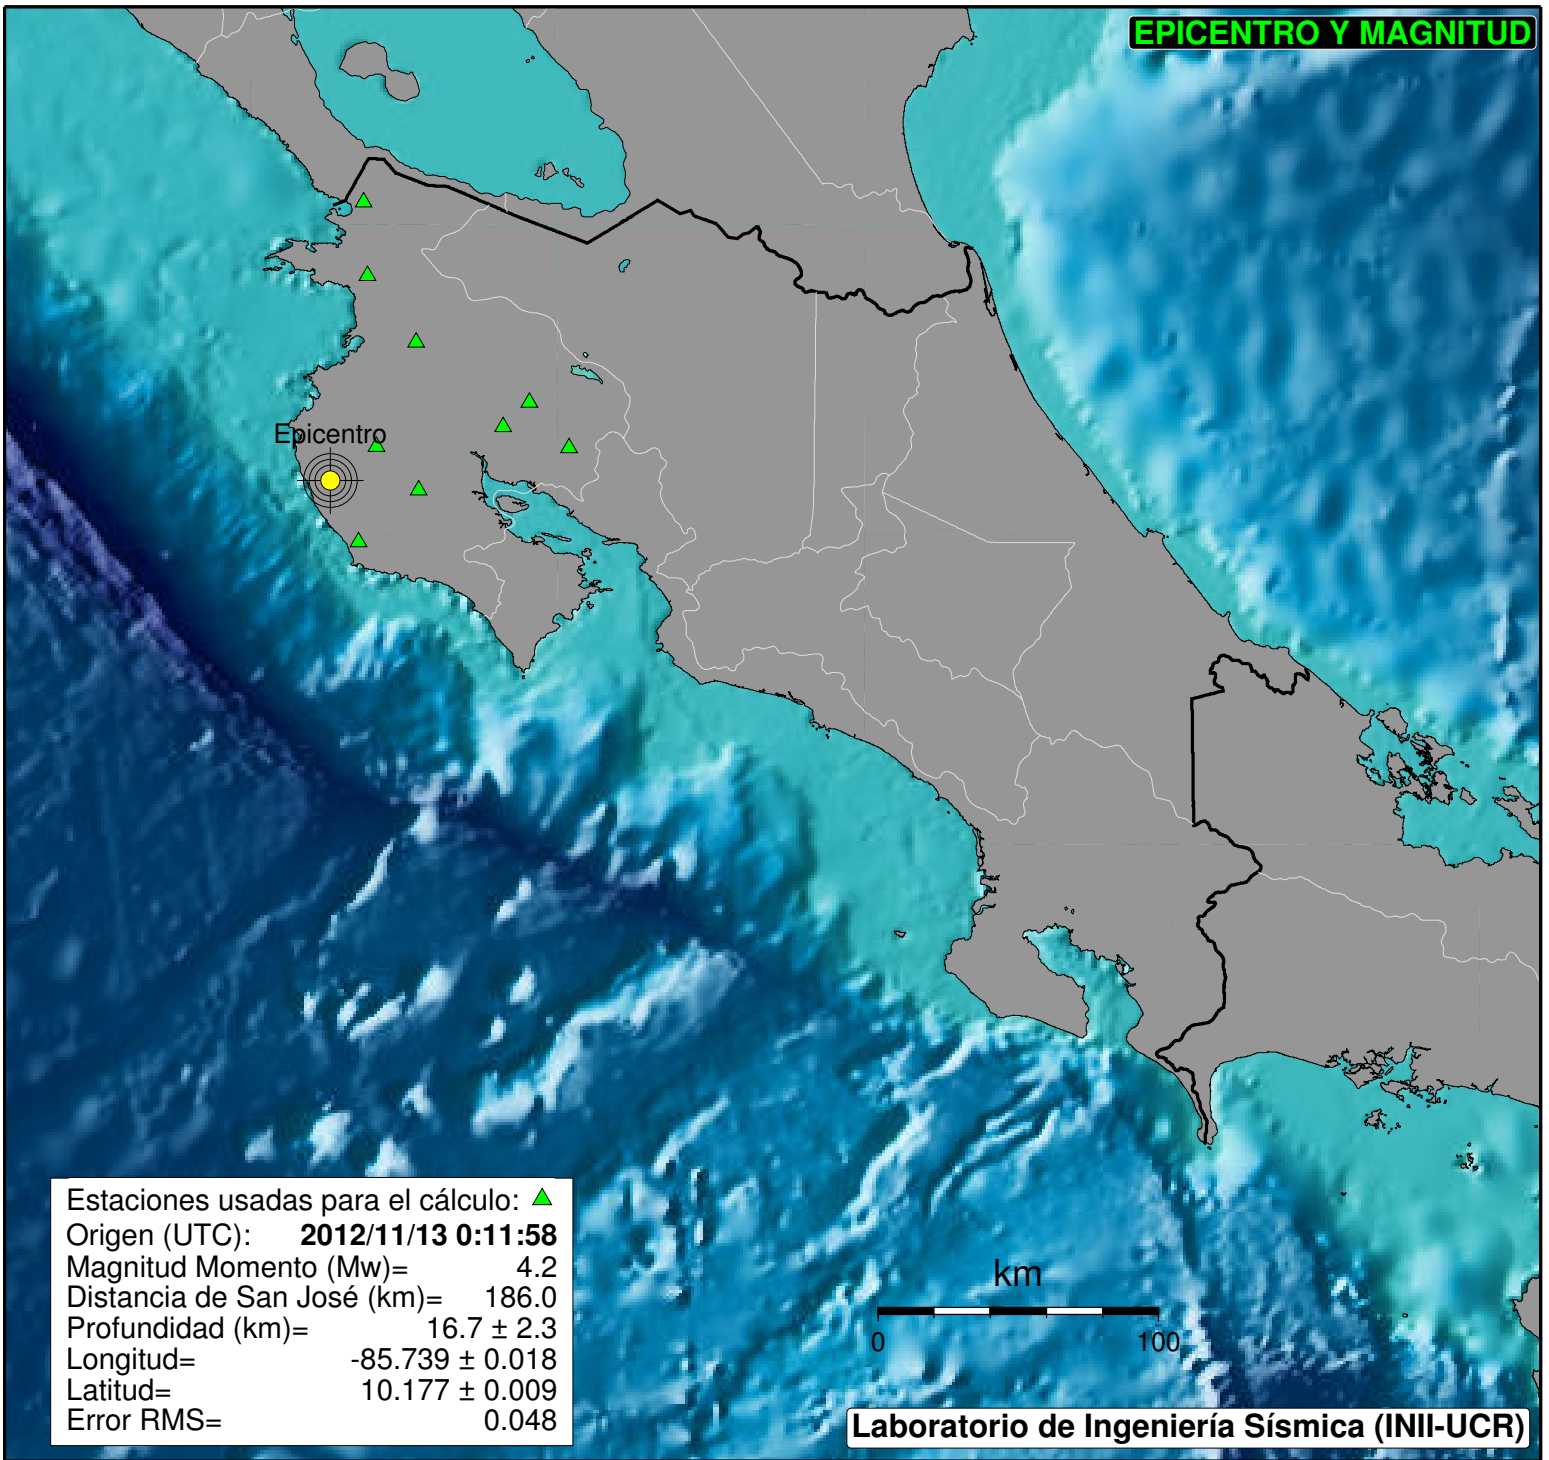 EPICENTRO Y MAGNITUD
Epicentro
Estaciones usadas para el cálculo:
Origen (UTC): 2012/11/13 0:11:58
Magnitud Momento (Mw)= 4.2
Distancia de San José (km)= 186.0
Profundidad (km)= 16.7 ± 2.3
Longitud= -85.739 ± 0.018
Latitud= 10.177 ± 0.009
Error RMS= 0.048
km
0 100
Laboratorio de Ingeniería Sísmica (INII-UCR)